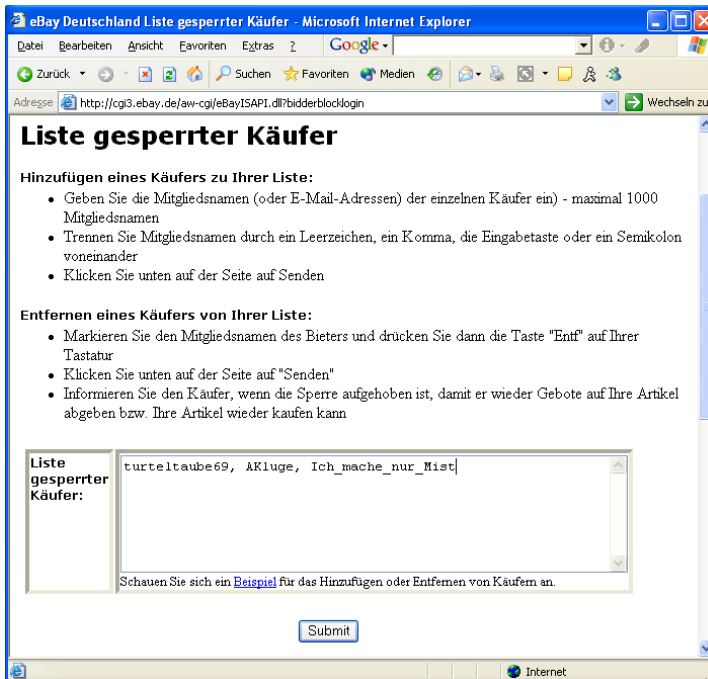 eBay Deutschland Liste gesperrter Käufer - Microsoft Internet Explorer
Datei Bearbeiten Ansicht Favoriten Extras ? Google
Zurück Suchen Favoriten Medien
Adresse http://cgi3.ebay.de/aw-cgi/eBayISAPI.dll?bidderblocklogin Wechseln zu
Liste gesperrter Käufer
Hinzufügen eines Käufers zu Ihrer Liste:
• Geben Sie die Mitgliedsnamen (oder E-Mail-Adressen) der einzelnen Käufer ein) - maximal 1000
Mitgliedsnamen
• Trennen Sie Mitgliedsnamen durch ein Leerzeichen, ein Komma, die Eingabetaste oder ein Semikolon
voneinander
• Klicken Sie unten auf der Seite auf Senden
Entfernen eines Käufers von Ihrer Liste:
• Markieren Sie den Mitgliedsnamen des Bieters und drücken Sie dann die Taste "Entf" auf Ihrer
Tastatur
• Klicken Sie unten auf der Seite auf "Senden"
• Informieren Sie den Käufer, wenn die Sperre aufgehoben ist, damit er wieder Gebote auf Ihre Artikel
abgeben bzw. Ihre Artikel wieder kaufen kann
Liste
gesperrter
Käufer:
turteltaube69, AKluge, Ich_mache_nur_Mist
Schauen Sie sich ein Beispiel für das Hinzufügen oder Entfernen von Käufern an.
Submit
Internet